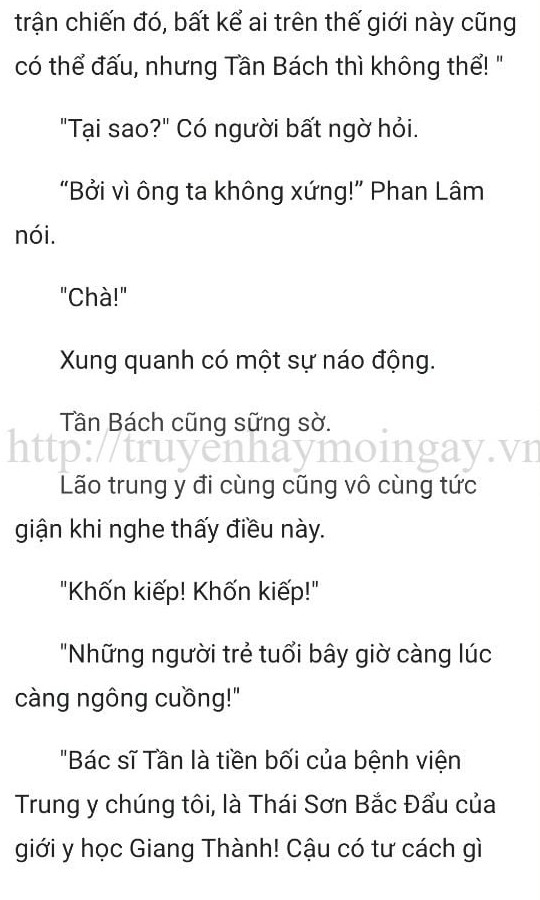 trận chiến đó, bất kể ai trên thế giới này cũng
có thể đấu, nhưng Tần Bách thì không thể! "
"Tại sao?" Có người bất ngờ hỏi.
“Bởi vì ông ta không xứng!” Phan Lâm
nói.
"Chà!"
Xung quanh có một sự náo động.
Tần Bách cũng sững sờ.
http://truyenhaymoingay.vn
Lão trung y đi cùng cũng vô cùng tức
giận khi nghe thấy điều này.
"Khốn kiếp! Khốn kiếp!"
"Những người trẻ tuổi bây giờ càng lúc
càng ngông cuồng!"
"Bác sĩ Tần là tiền bối của bệnh viện
Trung y chúng tôi, là Thái Sơn Bắc Đẩu của
giới y học Giang Thành! Cậu có tư cách gì